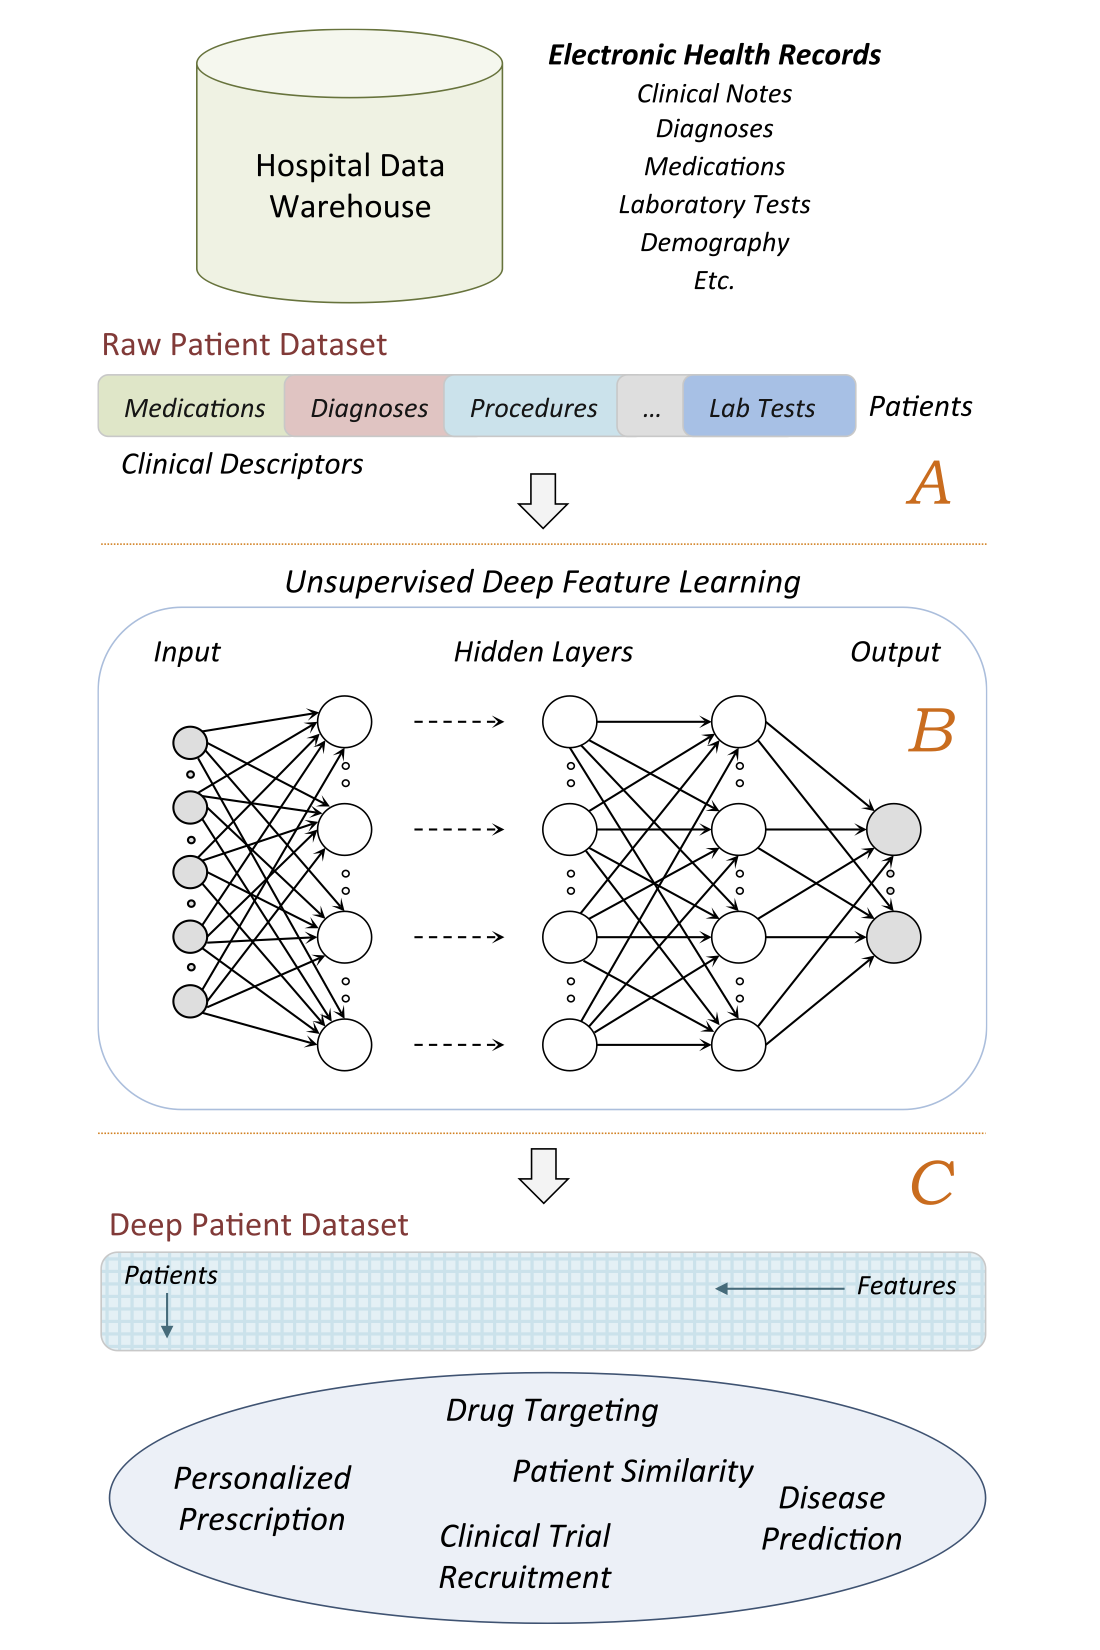 Hospital Data
Warehouse
Electronic Health Records
Clinical Notes
Diagnoses
Medications
Laboratory Tests
Demography
Etc.
Raw Patient Dataset
Medications Diagnoses Procedures ... Lab Tests Patients
Clinical Descriptors
A
Unsupervised Deep Feature Learning
Input Hidden Layers Output
B
C
Deep Patient Dataset
Patients Features
Drug Targeting
Personalized
Prescription
Patient Similarity
Disease
Prediction
Clinical Trial
Recruitment